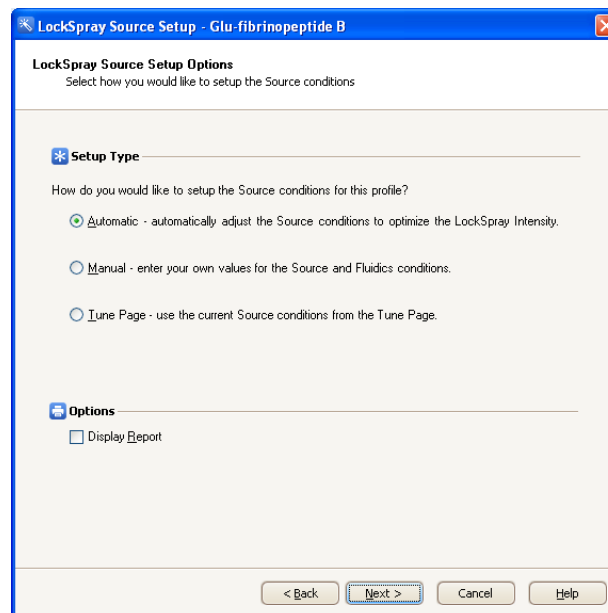 LockSpray Source Setup - Glu-fibrinopeptide B
LockSpray Source Setup Options
Select how you would like to setup the Source conditions
Setup Type
How do you would like to setup the Source conditions for this profile?
Automatic - automatically adjust the Source conditions to optimize the LockSpray Intensity.
Manual - enter your own values for the Source and Fluidics conditions.
Tune Page - use the current Source conditions from the Tune Page.
Options
Display Report
< Back Next > Cancel Help